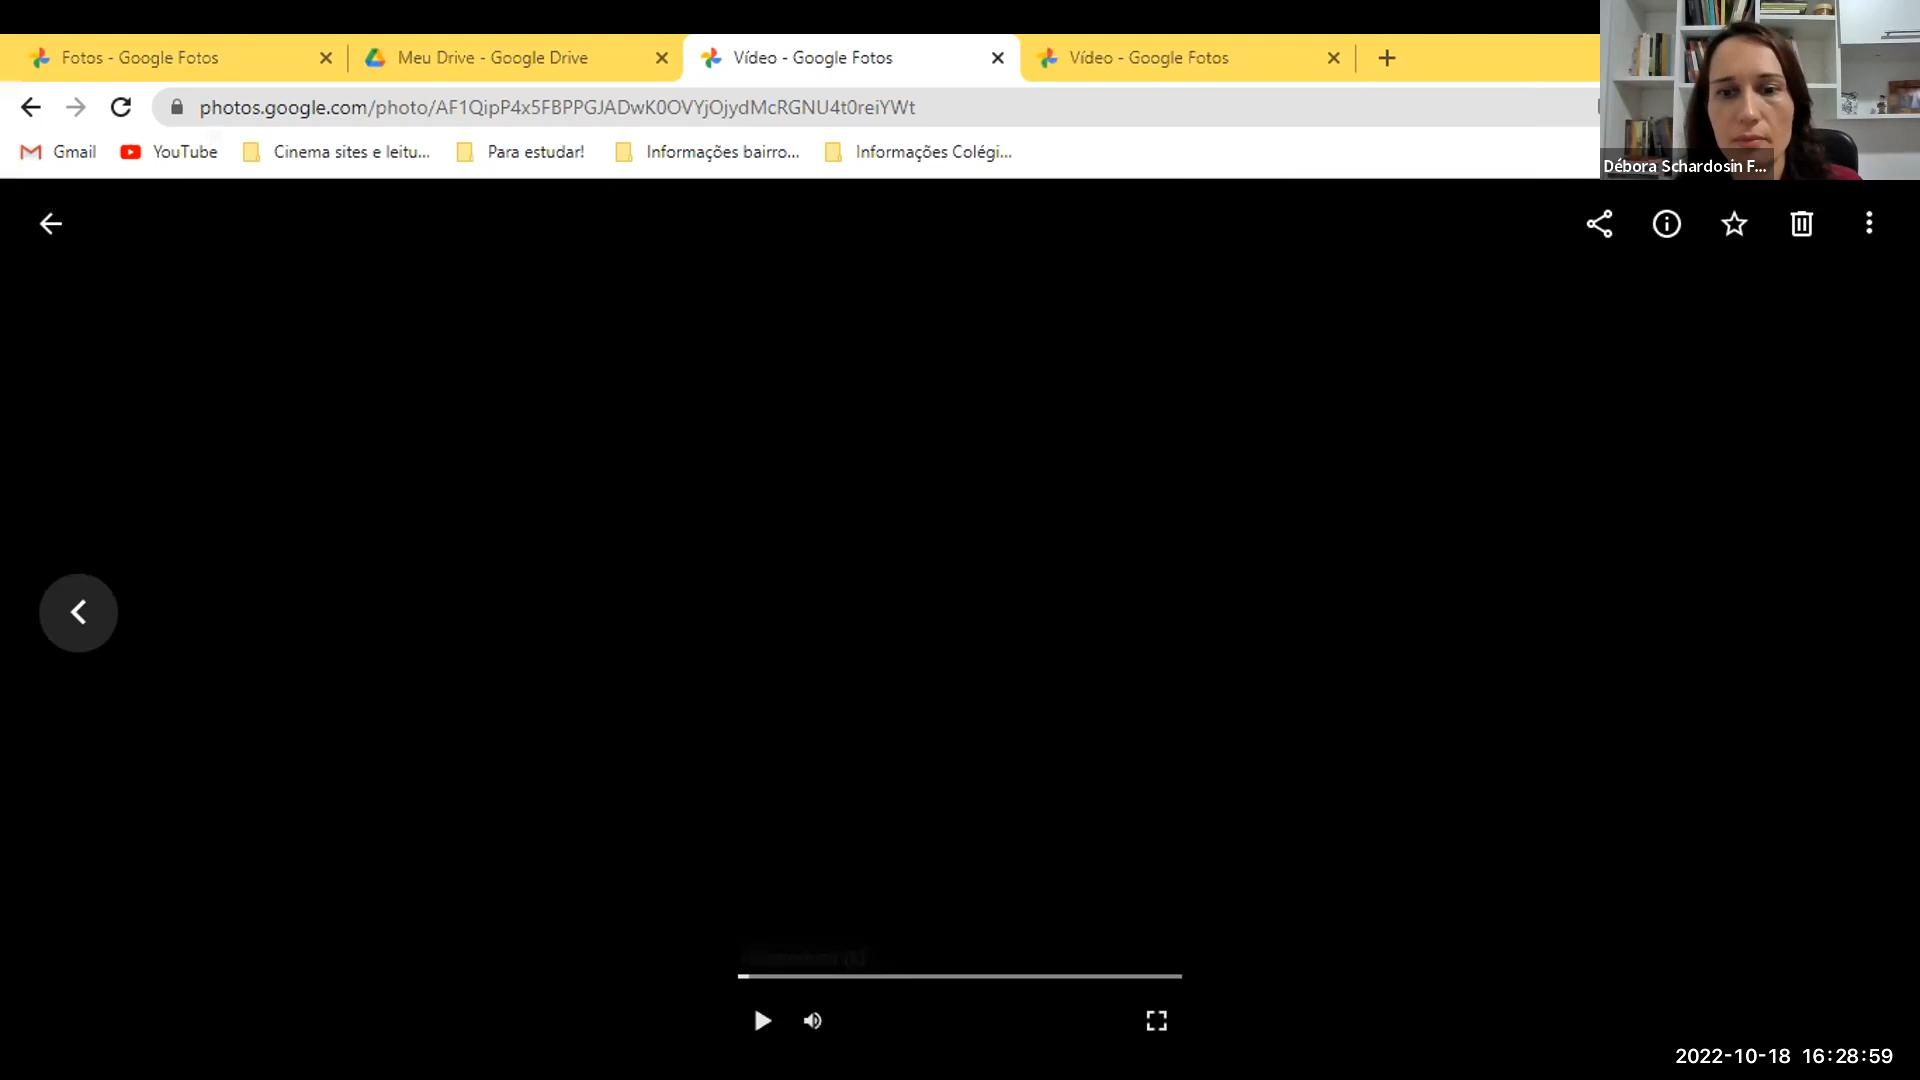 Fotos - Google Fotos
Meu Drive - Google Drive
Vídeo - Google Fotos
Vídeo - Google Fotos
photos.google.com/photo/AF1QipP4x5FBPPGJADwK0OVYjOjydMcRGNU4t0reiYWt
Gmail
YouTube
Cinema sites e leitu...
Para estudar!
Informações bairro...
Informações Colégi...
Débora Schardosin F...
2022-10-18 16:28:59